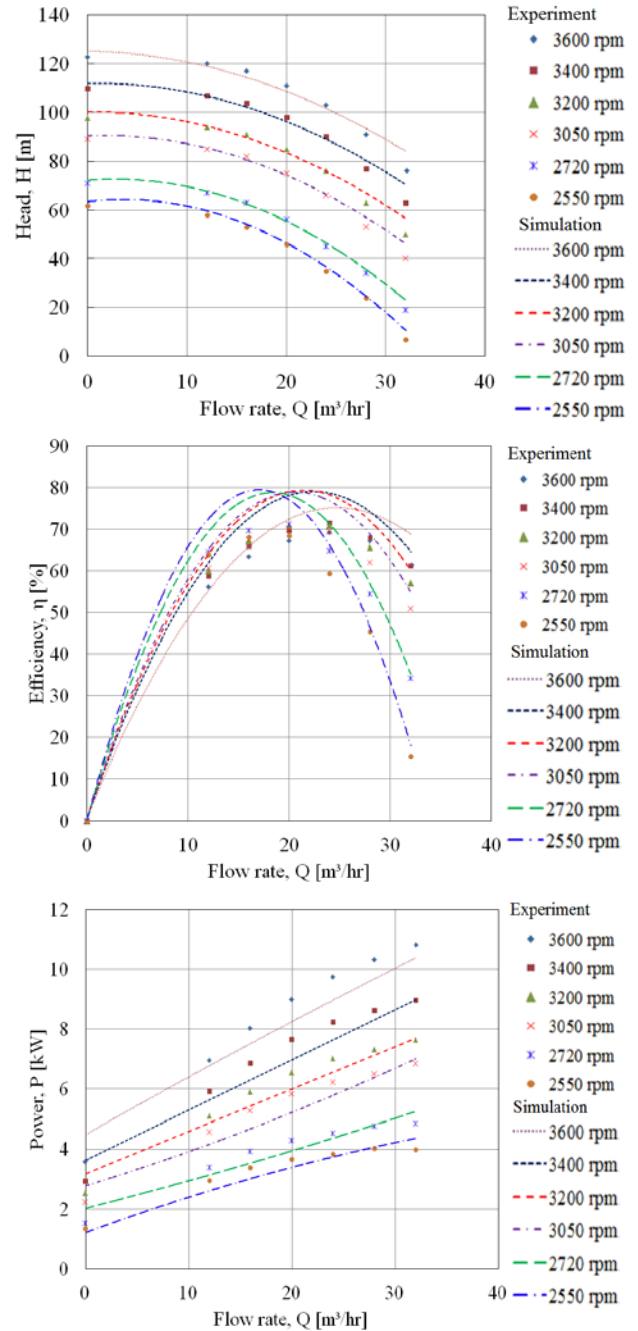 Head, H [m]
140
120
100
80
60
40
20
0
0 10 20 30 40
Flow rate, Q [m³/hr]
Experiment
3600 rpm
3400 rpm
3200 rpm
3050 rpm
2720 rpm
2550 rpm
Simulation
3600 rpm
3400 rpm
3200 rpm
3050 rpm
2720 rpm
2550 rpm
Efficiency, η [%]
90
80
70
60
50
40
30
20
10
0
0 10 20 30 40
Flow rate, Q [m³/hr]
Experiment
3600 rpm
3400 rpm
3200 rpm
3050 rpm
2720 rpm
2550 rpm
Simulation
3600 rpm
3400 rpm
3200 rpm
3050 rpm
2720 rpm
2550 rpm
Power, P [kW]
12
10
8
6
4
2
0
0 10 20 30 40
Flow rate, Q [m³/hr]
Experiment
3600 rpm
3400 rpm
3200 rpm
3050 rpm
2720 rpm
2550 rpm
Simulation
3600 rpm
3400 rpm
3200 rpm
3050 rpm
2720 rpm
2550 rpm